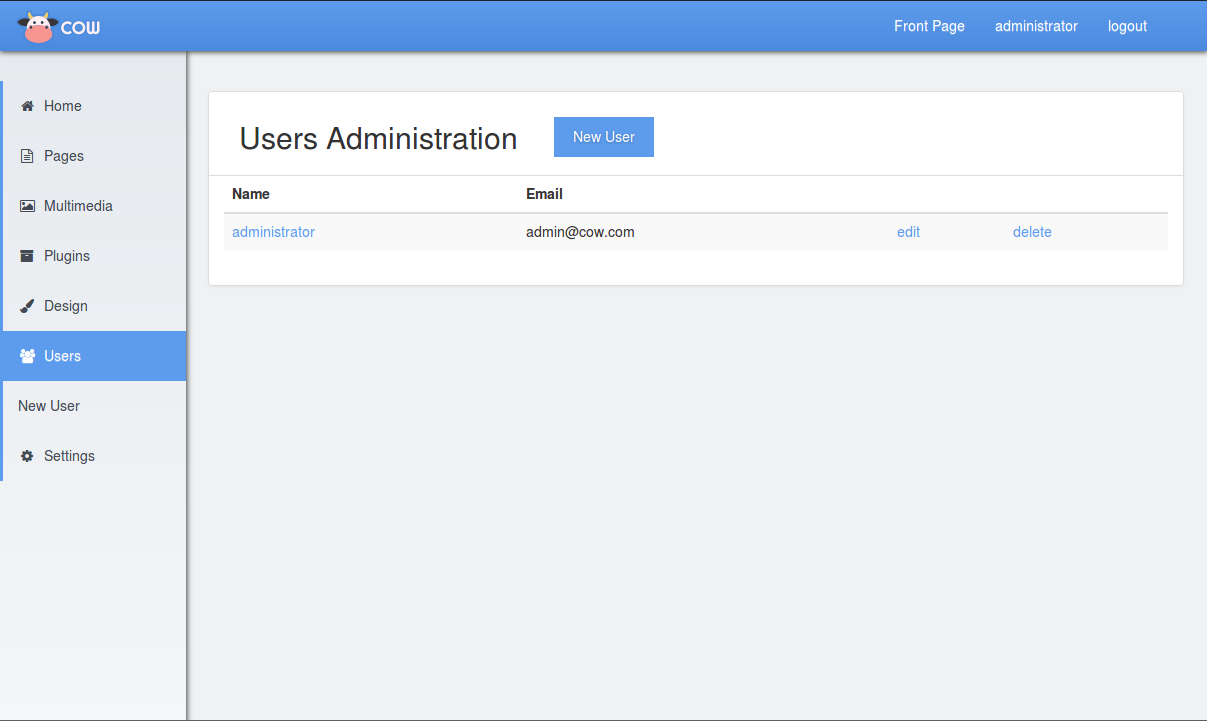 COW
Front Page administrator logout
Home
Pages
Multimedia
Plugins
Design
Users
New User
Settings
Users Administration New User
Name Email
administrator admin@cow.com edit delete